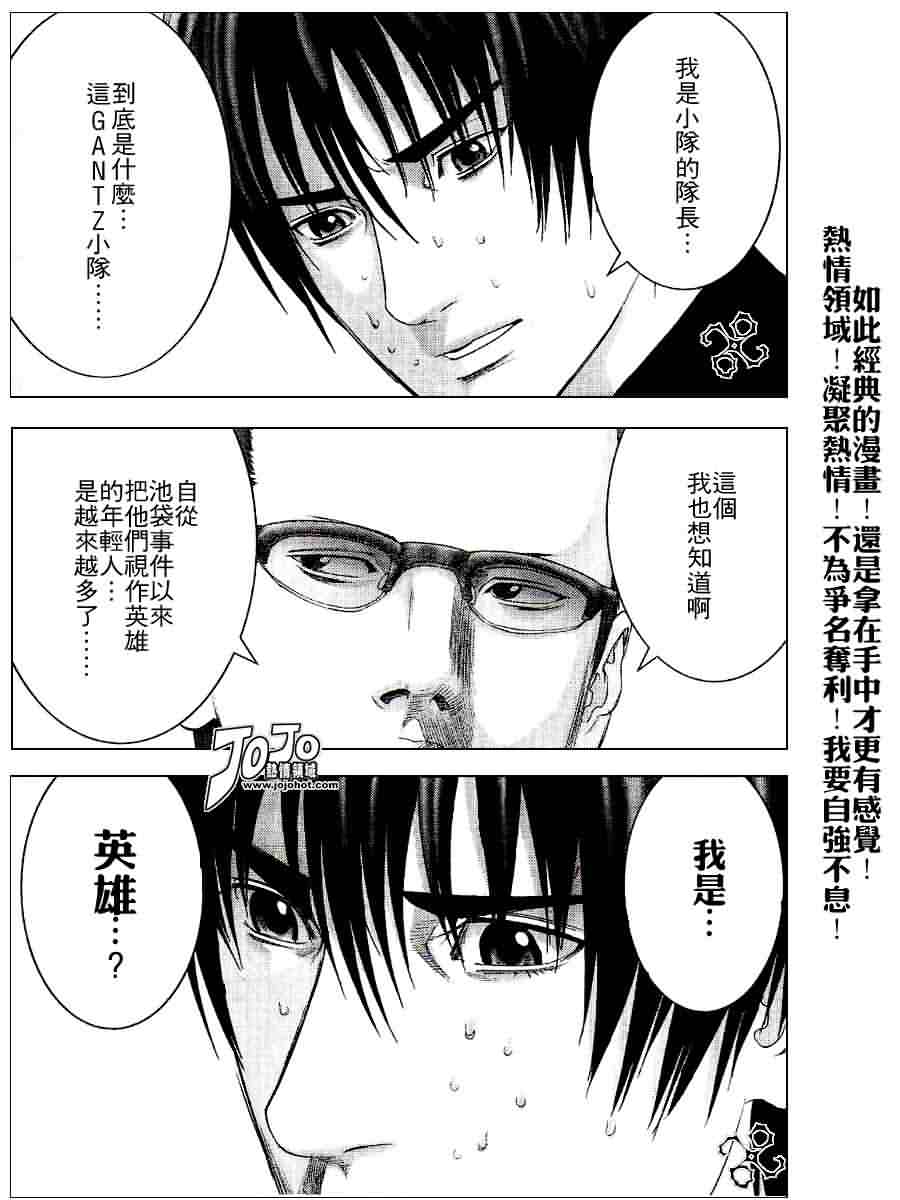 我是小隊的隊長…
到底是什麼…
這GANTZ小隊……
這個
我也想知道啊
自從
池袋事件以來
把他們視作英雄
的年輕人…
是越來越多了……
我是…
英雄…?
JOJO
熱情領域
www.jojohot.com
如此經典的漫畫！還是拿在手中才更有感覺！
熱情領域！凝聚熱情！不為爭名奪利！我要自強不息！